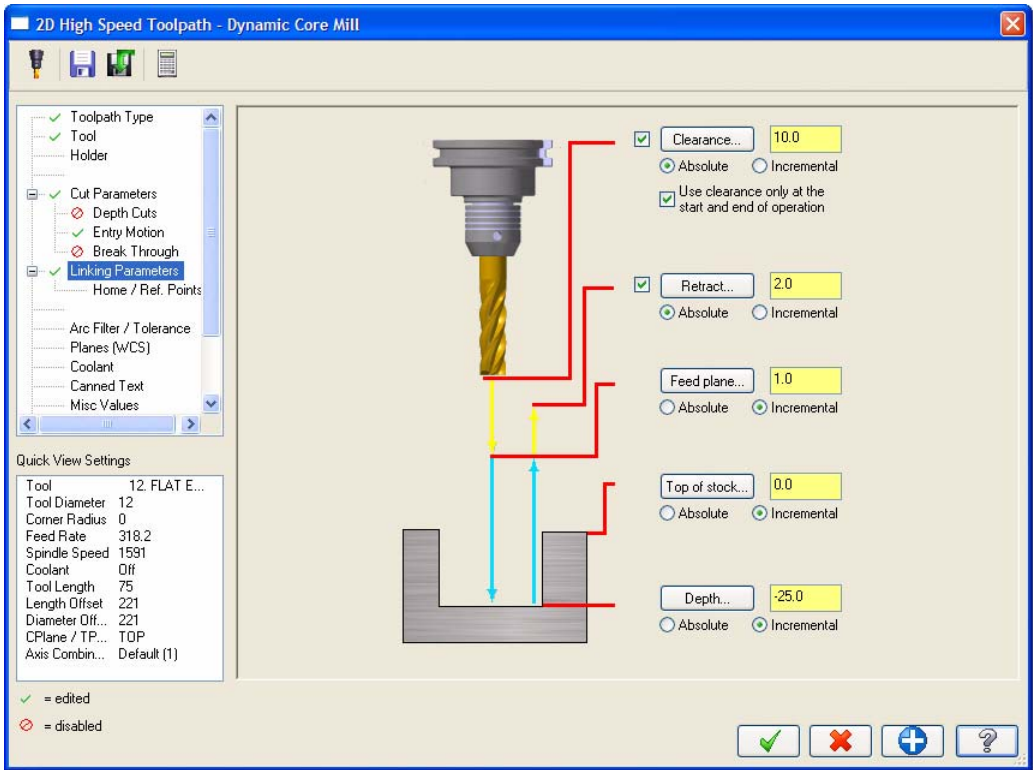 2D High Speed Toolpath - Dynamic Core Mill
Toolpath Type
Tool
Holder
Cut Parameters
Depth Cuts
Entry Motion
Break Through
Linking Parameters
Home / Ref. Points
Arc Filter / Tolerance
Planes (WCS)
Coolant
Canned Text
Misc Values
Quick View Settings
Tool 12. FLAT E...
Tool Diameter 12
Corner Radius 0
Feed Rate 318.2
Spindle Speed 1591
Coolant Off
Tool Length 75
Length Offset 221
Diameter Off... 221
CPlane / TP... TOP
Axis Combin... Default (1)
= edited
= disabled
Clearance... 10.0
Absolute Incremental
Use clearance only at the
start and end of operation
Retract... 2.0
Absolute Incremental
Feed plane... 1.0
Absolute Incremental
Top of stock... 0.0
Absolute Incremental
Depth... -25.0
Absolute Incremental